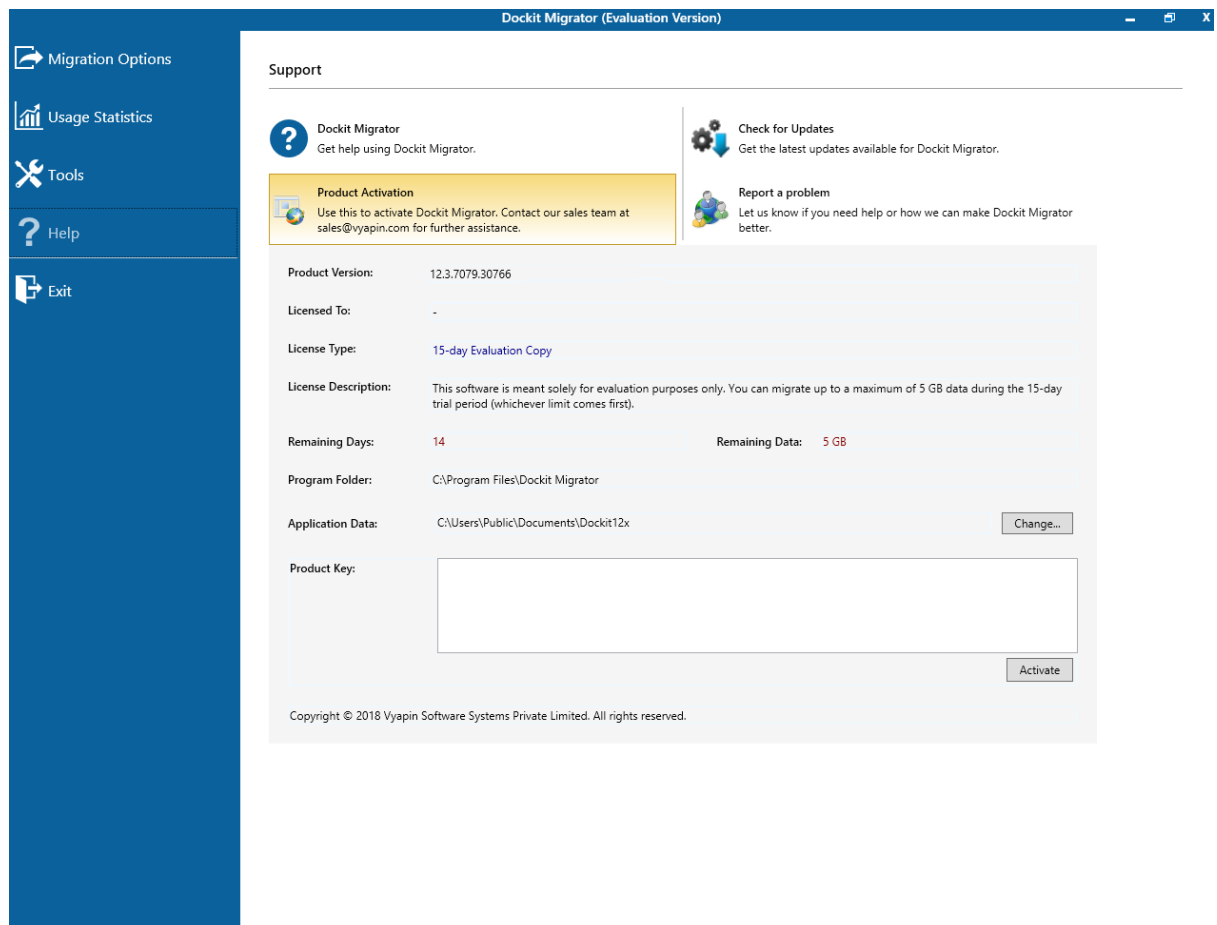 Dockit Migrator (Evaluation Version)
Migration Options
Usage Statistics
Tools
Help
Exit
Support
Dockit Migrator
Get help using Dockit Migrator.
Check for Updates
Get the latest updates available for Dockit Migrator.
Product Activation
Use this to activate Dockit Migrator. Contact our sales team at
sales@vyapin.com for further assistance.
Report a problem
Let us know if you need help or how we can make Dockit Migrator
better.
Product Version: 12.3.7079.30766
Licensed To: -
License Type: 15-day Evaluation Copy
License Description: This software is meant solely for evaluation purposes only. You can migrate up to a maximum of 5 GB data during the 15-day
trial period (whichever limit comes first).
Remaining Days: 14 Remaining Data: 5 GB
Program Folder: C:\Program Files\Dockit Migrator
Application Data: C:\Users\Public\Documents\Dockit12x Change...
Product Key:
Activate
Copyright © 2018 Vyapin Software Systems Private Limited. All rights reserved.